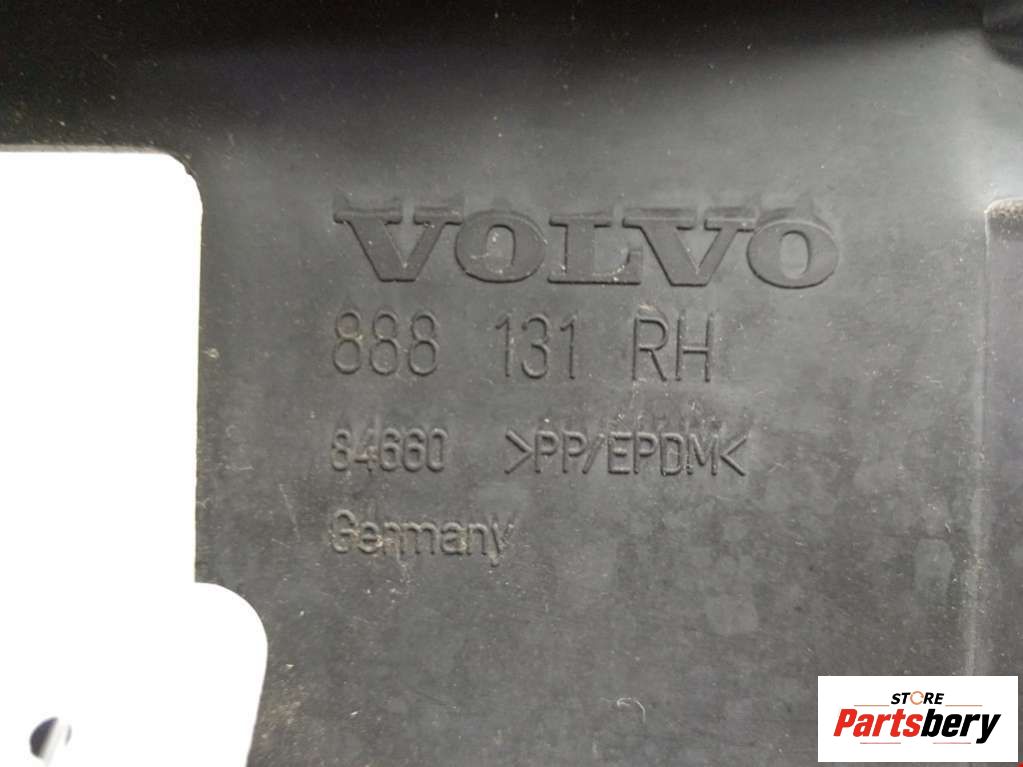 VOLVO
888 131 RH
84660 >PP/EPDM<
Germany
STORE
Partsbery